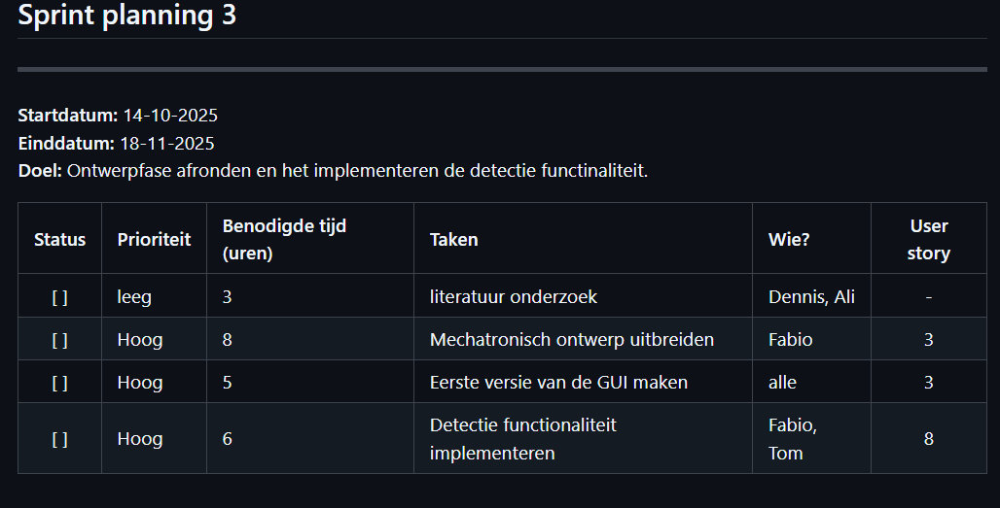 Sprint planning 3
Startdatum: 14-10-2025
Einddatum: 18-11-2025
Doel: Ontwerpfase afronden en het implementeren de detectie functinaliteit.
Status Prioriteit Benodigde tijd (uren) Taken Wie? User story
[ ] leeg 3 literatuur onderzoek Dennis, Ali -
[ ] Hoog 8 Mechatronisch ontwerp uitbreiden Fabio 3
[ ] Hoog 5 Eerste versie van de GUI maken alle 3
[ ] Hoog 6 Detectie functionaliteit implementeren Fabio, Tom 8